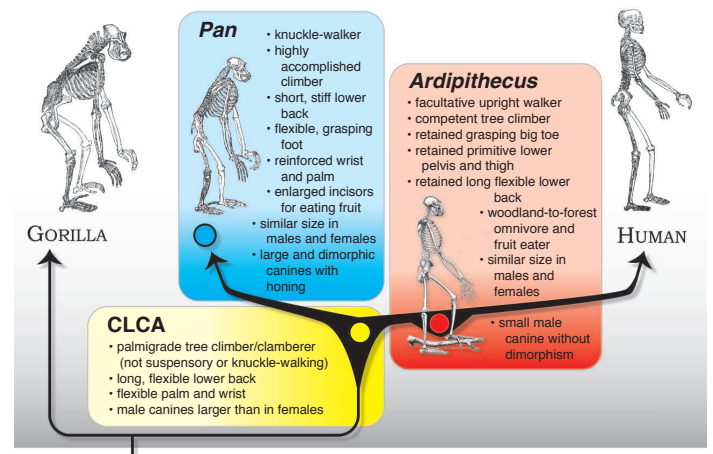 Pan
• knuckle-walker
• highly
accomplished
climber
• short, stiff lower
back
• flexible, grasping
foot
• reinforced wrist
and palm
• enlarged incisors
for eating fruit
• similar size in
males and females
• large and dimorphic
canines with
honing
Ardipithecus
• facultative upright walker
• competent tree climber
• retained grasping big toe
• retained primitive lower
pelvis and thigh
• retained long flexible lower
back
• woodland-to-forest
omnivore and
fruit eater
• similar size in
males and
females
• small male
canine without
dimorphism
GORILLA
HUMAN
CLCA
• palmigrade tree climber/clamberer
(not suspensory or knuckle-walking)
• long, flexible lower back
• flexible palm and wrist
• male canines larger than in females